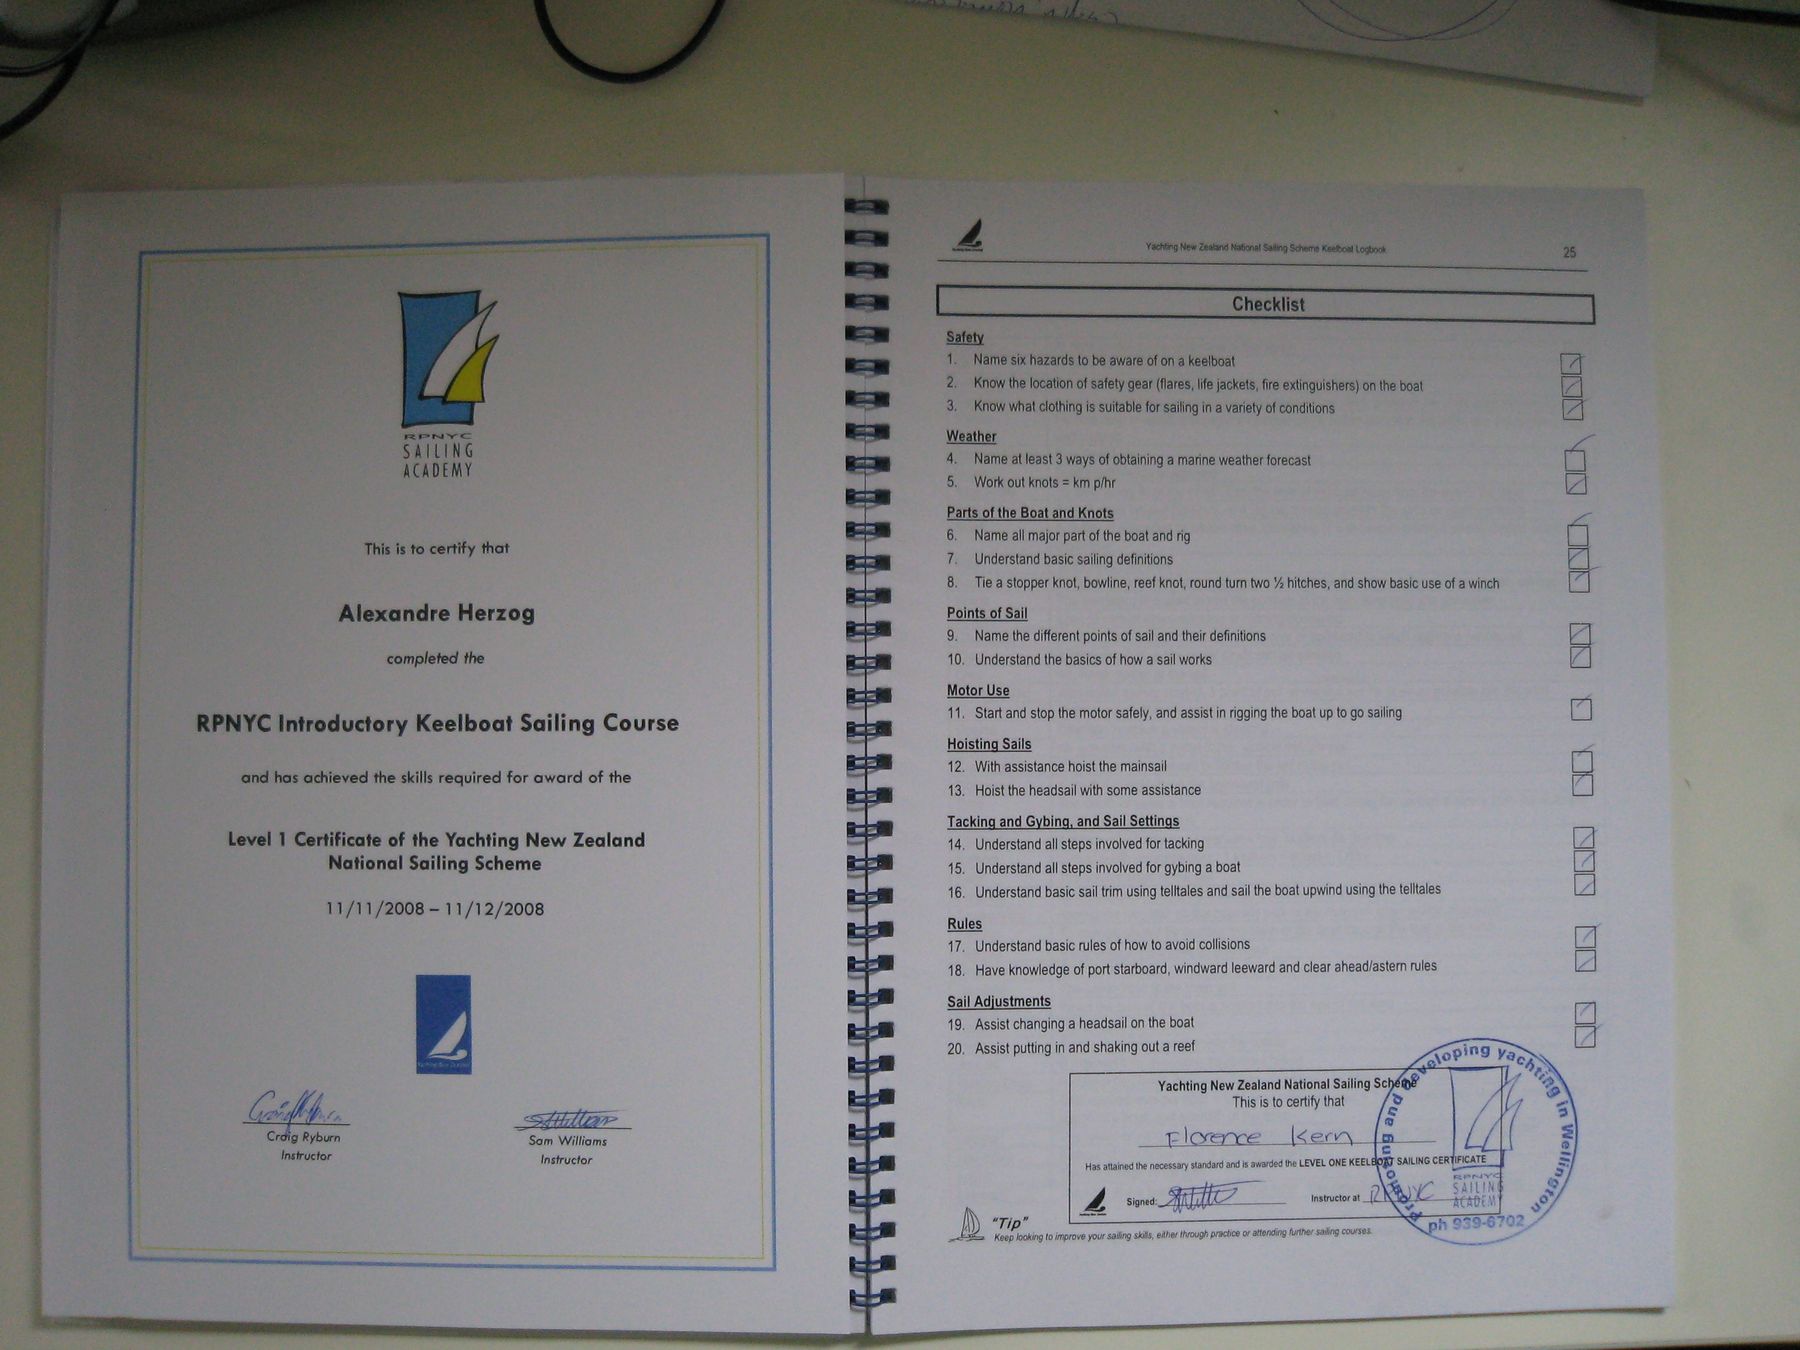 RPNYC
SAILING
ACADEMY
This is to certify that
Alexandre Herzog
completed the
RPNYC Introductory Keelboat Sailing Course
and has achieved the skills required for award of the
Level 1 Certificate of the Yachting New Zealand
National Sailing Scheme
11/11/2008 – 11/12/2008
Craig Ryburn
Instructor
Sam Williams
Instructor
Yachting New Zealand National Sailing Scheme Keelboat Logbook
25
Checklist
Safety
1. Name six hazards to be aware of on a keelboat
2. Know the location of safety gear (flares, life jackets, fire extinguishers) on the boat
3. Know what clothing is suitable for sailing in a variety of conditions
Weather
4. Name at least 3 ways of obtaining a marine weather forecast
5. Work out knots = km p/hr
Parts of the Boat and Knots
6. Name all major part of the boat and rig
7. Understand basic sailing definitions
8. Tie a stopper knot, bowline, reef knot, round turn two ½ hitches, and show basic use of a winch
Points of Sail
9. Name the different points of sail and their definitions
10. Understand the basics of how a sail works
Motor Use
11. Start and stop the motor safely, and assist in rigging the boat up to go sailing
Hoisting Sails
12. With assistance hoist the mainsail
13. Hoist the headsail with some assistance
Tacking and Gybing, and Sail Settings
14. Understand all steps involved for tacking
15. Understand all steps involved for gybing a boat
16. Understand basic sail trim using telltales and sail the boat upwind using the telltales
Rules
17. Understand basic rules of how to avoid collisions
18. Have knowledge of port starboard, windward leeward and clear ahead/astern rules
Sail Adjustments
19. Assist changing a headsail on the boat
20. Assist putting in and shaking out a reef
Yachting New Zealand National Sailing Scheme
This is to certify that
Florence Kern
Has attained the necessary standard and is awarded the LEVEL ONE KEELBOAT SAILING CERTIFICATE
Signed:
Instructor at RPNYC
Promoting and developing yachting in Wellington
RPNYC
SAILING
ACADEMY
ph 939-6702
"Tip"
Keep looking to improve your sailing skills, either through practice or attending further sailing courses.